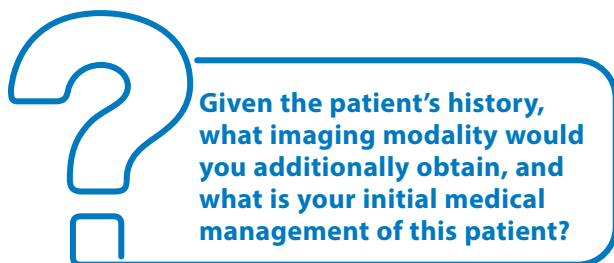 Given the patient’s history,
what imaging modality would
you additionally obtain, and
what is your initial medical
management of this patient?